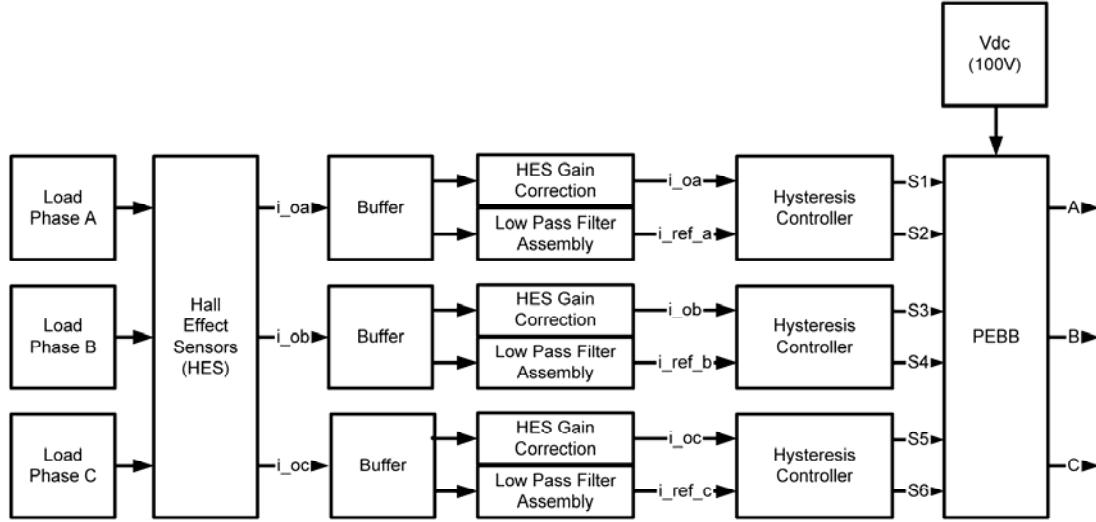 Vdc
(100V)
Load
Phase A
i_oa
Buffer
HES Gain
Correction
Low Pass Filter
Assembly
i_oa
i_ref_a
Hysteresis
Controller
S1
S2
A
Load
Phase B
Hall
Effect
Sensors
(HES)
i_ob
Buffer
HES Gain
Correction
Low Pass Filter
Assembly
i_ob
i_ref_b
Hysteresis
Controller
S3
S4
PEBB
B
Load
Phase C
i_oc
Buffer
HES Gain
Correction
Low Pass Filter
Assembly
i_oc
i_ref_c
Hysteresis
Controller
S5
S6
C